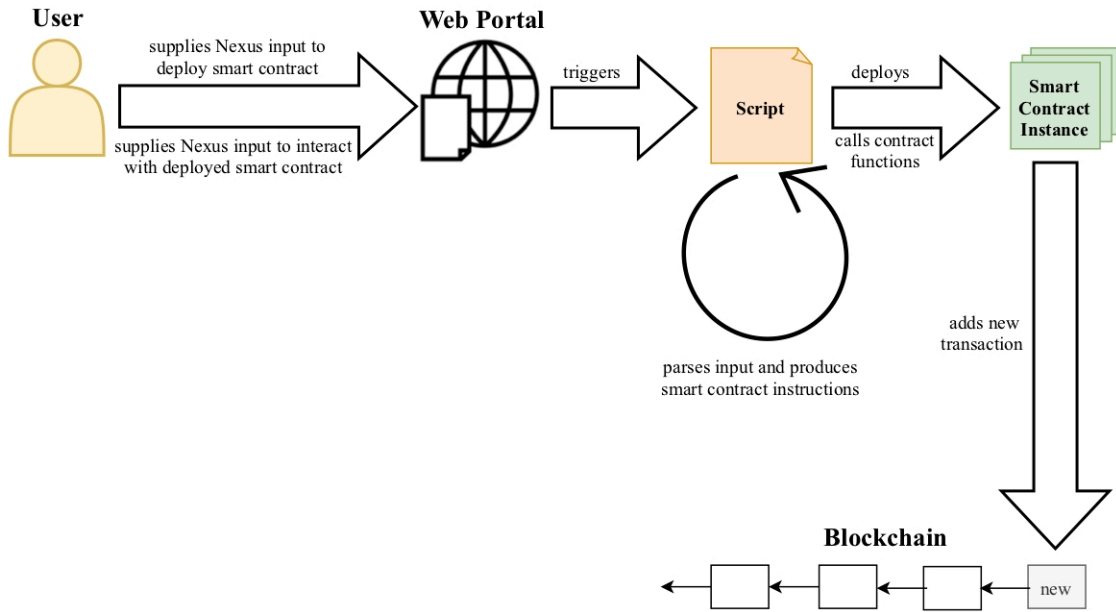 User
Web Portal
supplies Nexus input to
deploy smart contract
supplies Nexus input to interact
with deployed smart contract
triggers
Script
deploys
calls contract
functions
Smart
Contract
Instance
parses input and produces
smart contract instructions
adds new
transaction
Blockchain
new